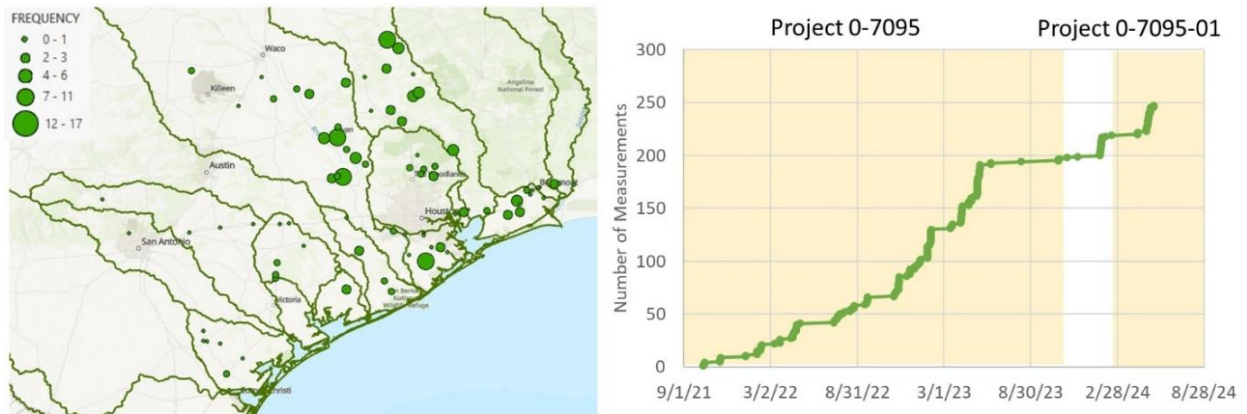 FREQUENCY
0 - 1
2 - 3
4 - 6
7 - 11
12 - 17
Waco
Killeen
Angelina
National Forest
Austin
Houston
San Antonio
Victoria
Project 0-7095
Project 0-7095-01
Number of Measurements
300
250
200
150
100
50
0
9/1/21
3/2/22
8/31/22
3/1/23
8/30/23
2/28/24
8/28/24